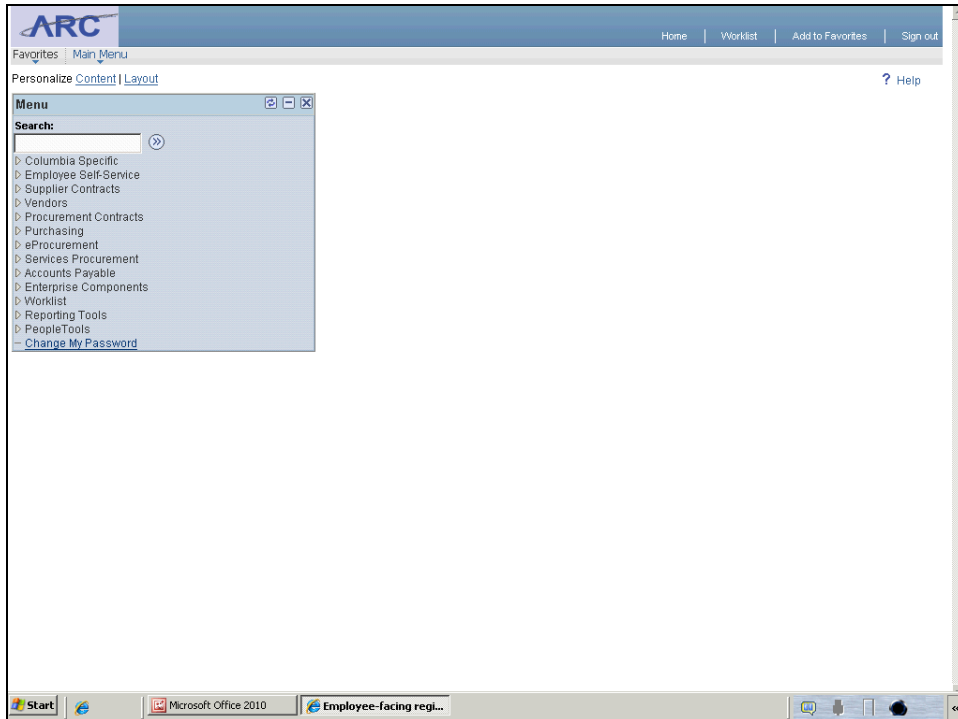 ARC
Home | Worklist | Add to Favorites | Sign out
Favorites Main Menu
Personalize Content | Layout
? Help
Menu
Search:
Columbia Specific
Employee Self-Service
Supplier Contracts
Vendors
Procurement Contracts
Purchasing
eProcurement
Services Procurement
Accounts Payable
Enterprise Components
Worklist
Reporting Tools
PeopleTools
Change My Password
Start Microsoft Office 2010 Employee-facing regi...